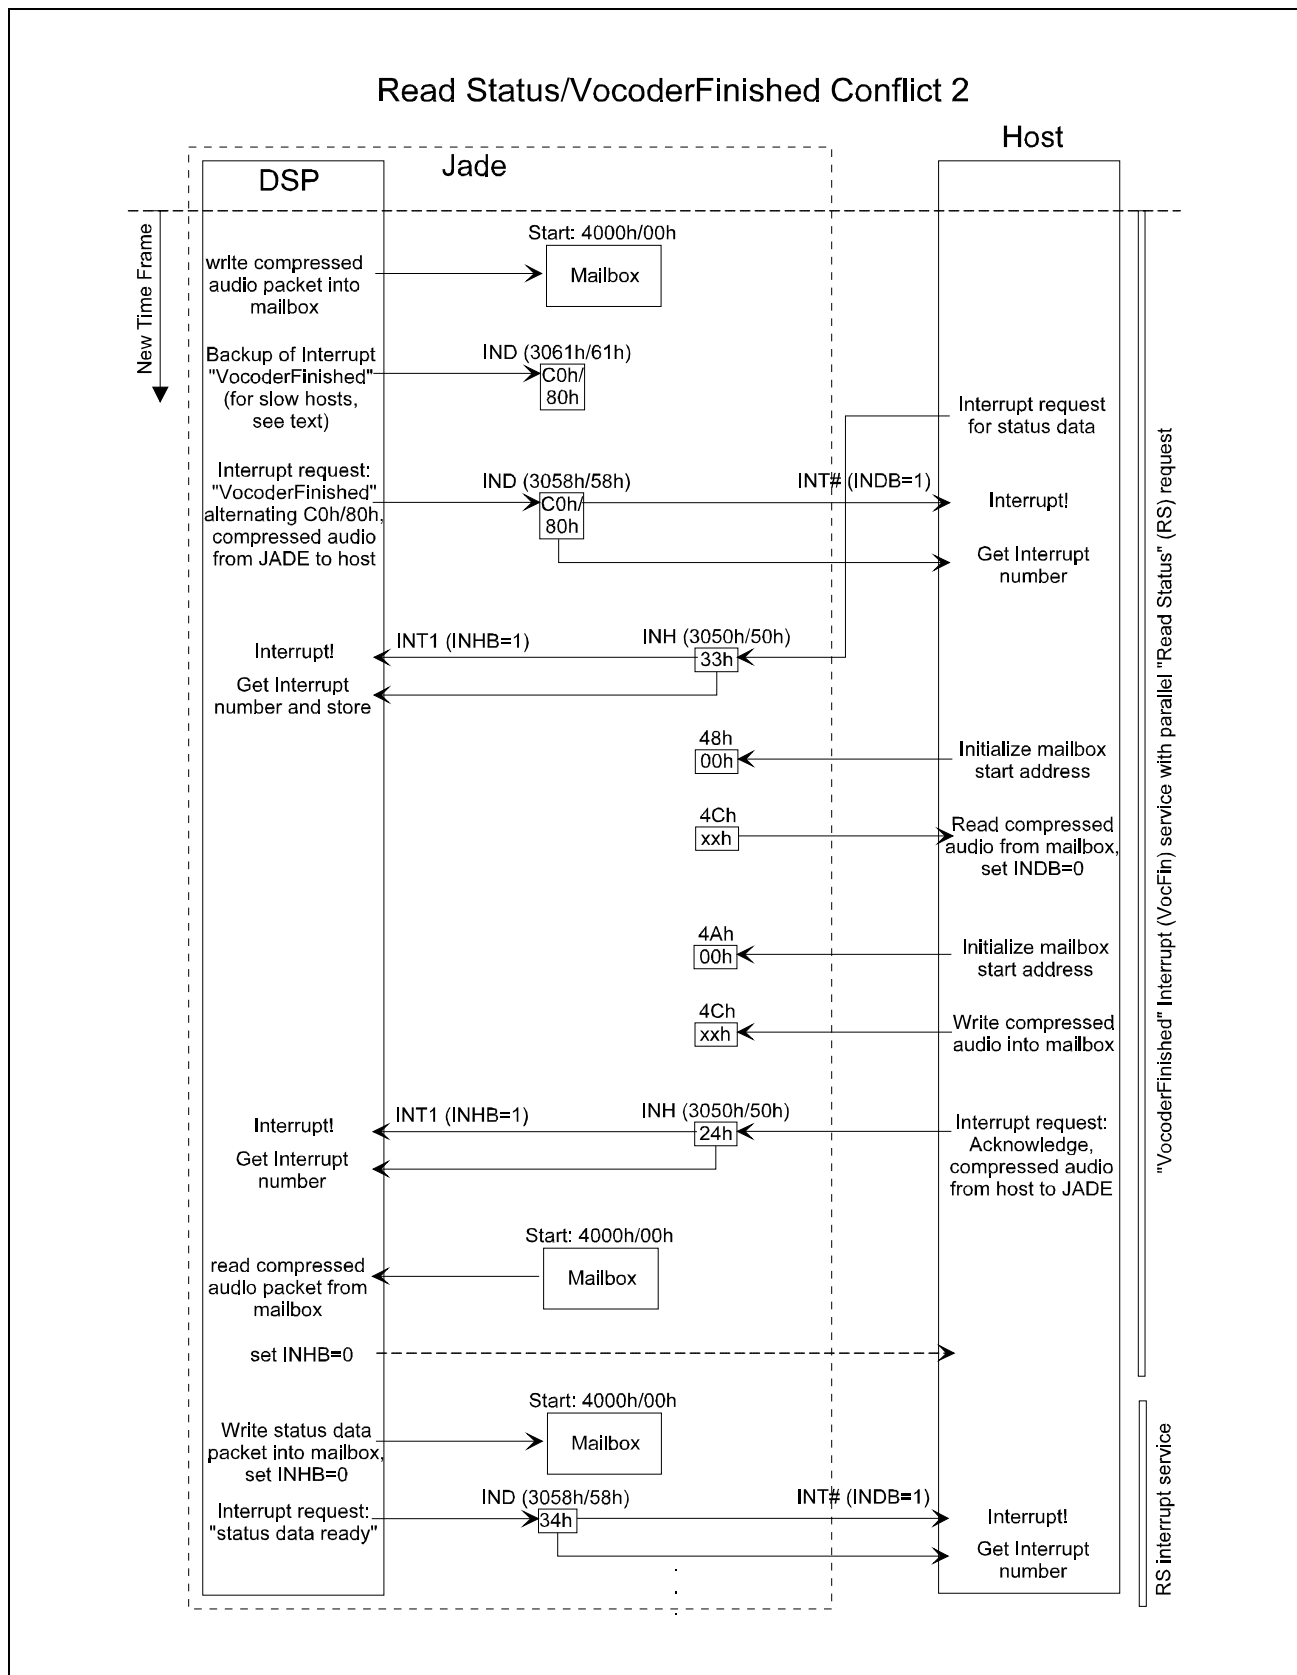 Read Status/VocoderFinished Conflict 2
Host
Jade
DSP
New Time Frame
Start: 4000h/00h
write compressed
audio packet into
mailbox
Mailbox
Backup of Interrupt
"VocoderFinished"
(for slow hosts,
see text)
IND (3061h/61h)
C0h/
80h
Interrupt request
for status data
Interrupt request:
"VocoderFinished"
alternating C0h/80h,
compressed audio
from JADE to host
IND (3058h/58h)
C0h/
80h
INT# (INDB=1)
Interrupt!
Get Interrupt
number
Interrupt!
INT1 (INHB=1)
INH (3050h/50h)
33h
Get Interrupt
number and store
48h
00h
Initialize mailbox
start address
4Ch
xxh
Read compressed
audio from mailbox,
set INDB=0
4Ah
00h
Initialize mailbox
start address
4Ch
xxh
Write compressed
audio into mailbox
Interrupt!
INT1 (INHB=1)
INH (3050h/50h)
24h
Interrupt request:
Acknowledge,
compressed audio
from host to JADE
Get Interrupt
number
Start: 4000h/00h
read compressed
audio packet from
mailbox
Mailbox
set INHB=0
"VocoderFinished" Interrupt (VocFin) service with parallel "Read Status" (RS) request
Start: 4000h/00h
Write status data
packet into mailbox,
set INHB=0
Mailbox
Interrupt request:
"status data ready"
IND (3058h/58h)
34h
INT# (INDB=1)
Interrupt!
Get Interrupt
number
RS interrupt service